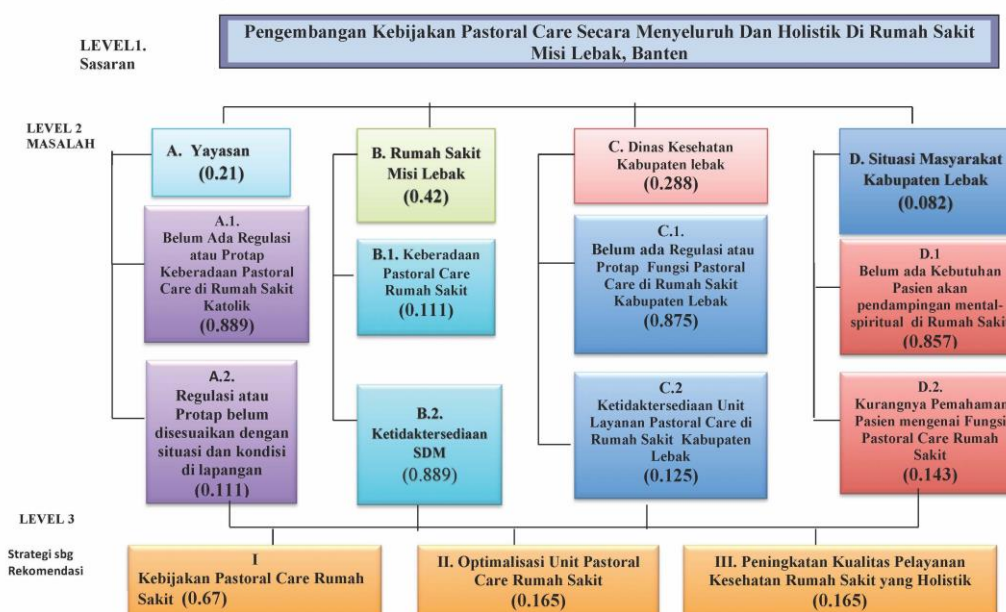 LEVEL1.
Sasaran
Pengembangan Kebijakan Pastoral Care Secara Menyeluruh Dan Holistik Di Rumah Sakit
Misi Lebak, Banten
LEVEL 2
MASALAH
A. Yayasan
(0.21)
B. Rumah Sakit
Misi Lebak
(0.42)
C. Dinas Kesehatan
Kabupaten lebak
(0.288)
D. Situasi Masyarakat
Kabupaten Lebak
(0.082)
A.1.
Belum Ada Regulasi
atau Protap
Keberadaan Pastoral
Care di Rumah Sakit
Katolik
(0.889)
B.1. Keberadaan
Pastoral Care
Rumah Sakit
(0.111)
C.1.
Belum ada Regulasi atau
Protap Fungsi Pastoral
Care di Rumah Sakit
Kabupaten Lebak
(0.875)
D.1
Belum ada Kebutuhan
Pasien akan
pendampingan mental-
spiritual di Rumah Sakit
(0.857)
A.2.
Regulasi atau
Protap belum
disesuaikan dengan
situasi dan kondisi
di lapangan
(0.111)
B.2.
Ketidaktersediaan
SDM
(0.889)
C.2
Ketidaktersediaan Unit
Layanan Pastoral Care di
Rumah Sakit Kabupaten
Lebak
(0.125)
D.2.
Kurangnya Pemahaman
Pasien mengenai Fungsi
Pastoral Care Rumah
Sakit
(0.143)
LEVEL 3
Strategi sbg
Rekomendasi
I
Kebijakan Pastoral Care Rumah
Sakit (0.67)
II. Optimalisasi Unit Pastoral
Care Rumah Sakit
(0.165)
III. Peningkatan Kualitas Pelayanan
Kesehatan Rumah Sakit yang Holistik
(0.165)